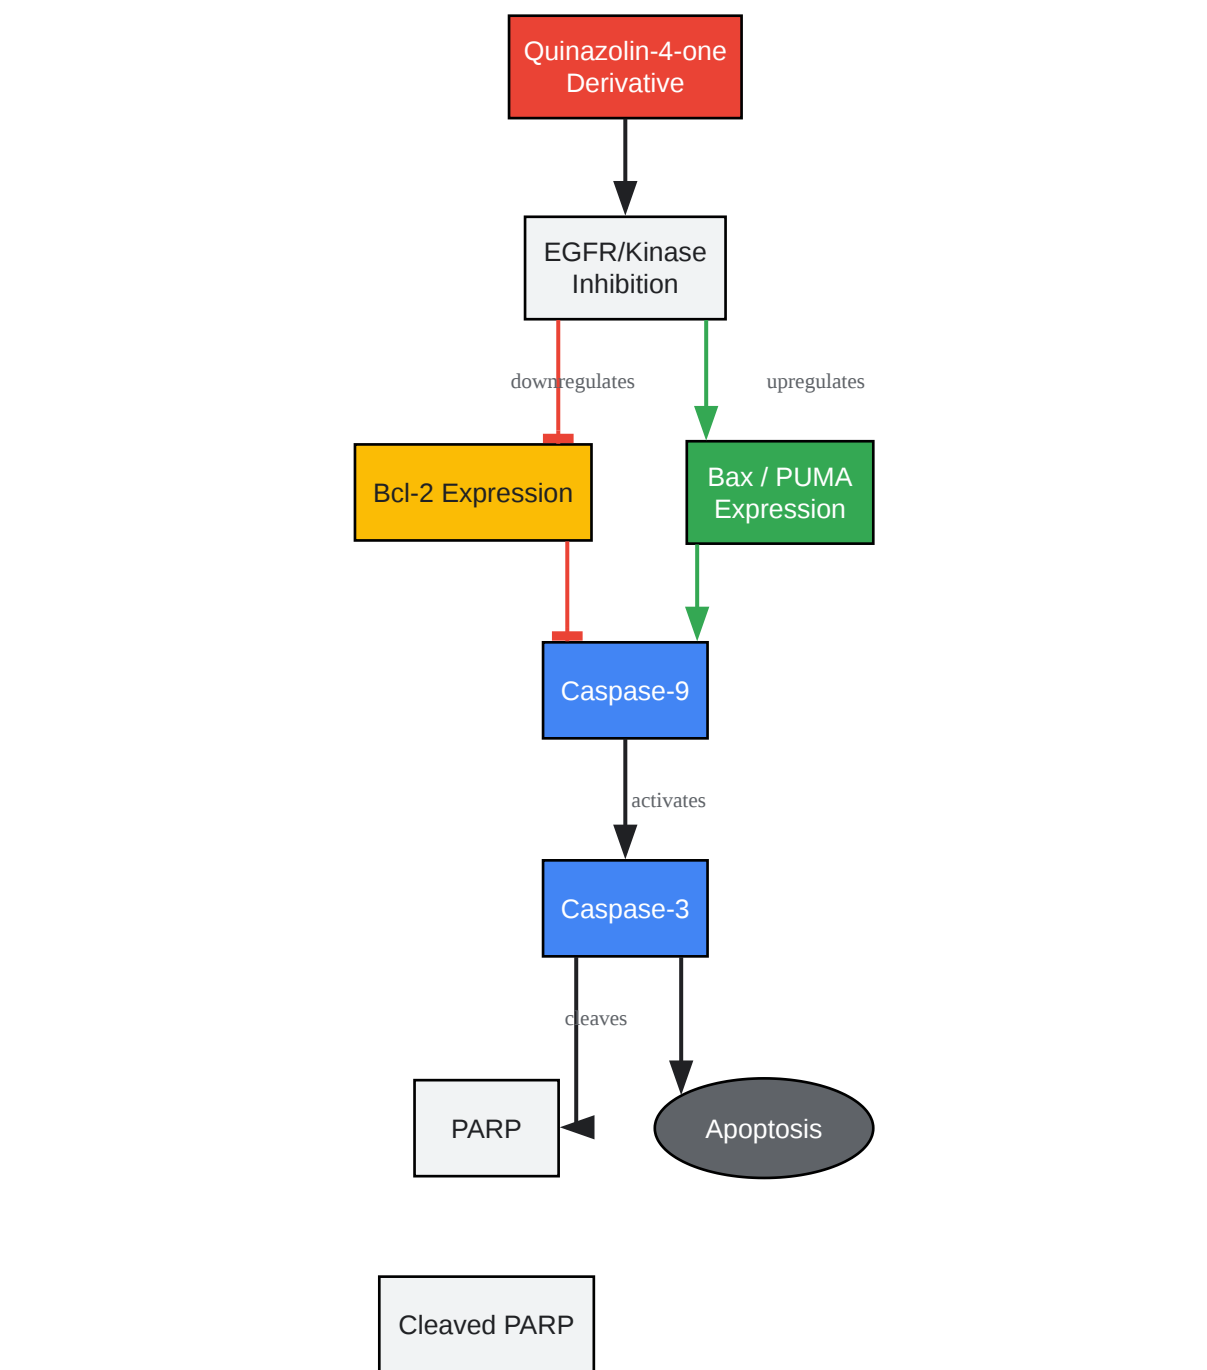 Quinazolin-4-one
Derivative
EGFR/Kinase
Inhibition
downregulates
upregulates
Bcl-2 Expression
Bax / PUMA
Expression
Caspase-9
activates
Caspase-3
cleaves
PARP
Apoptosis
Cleaved PARP